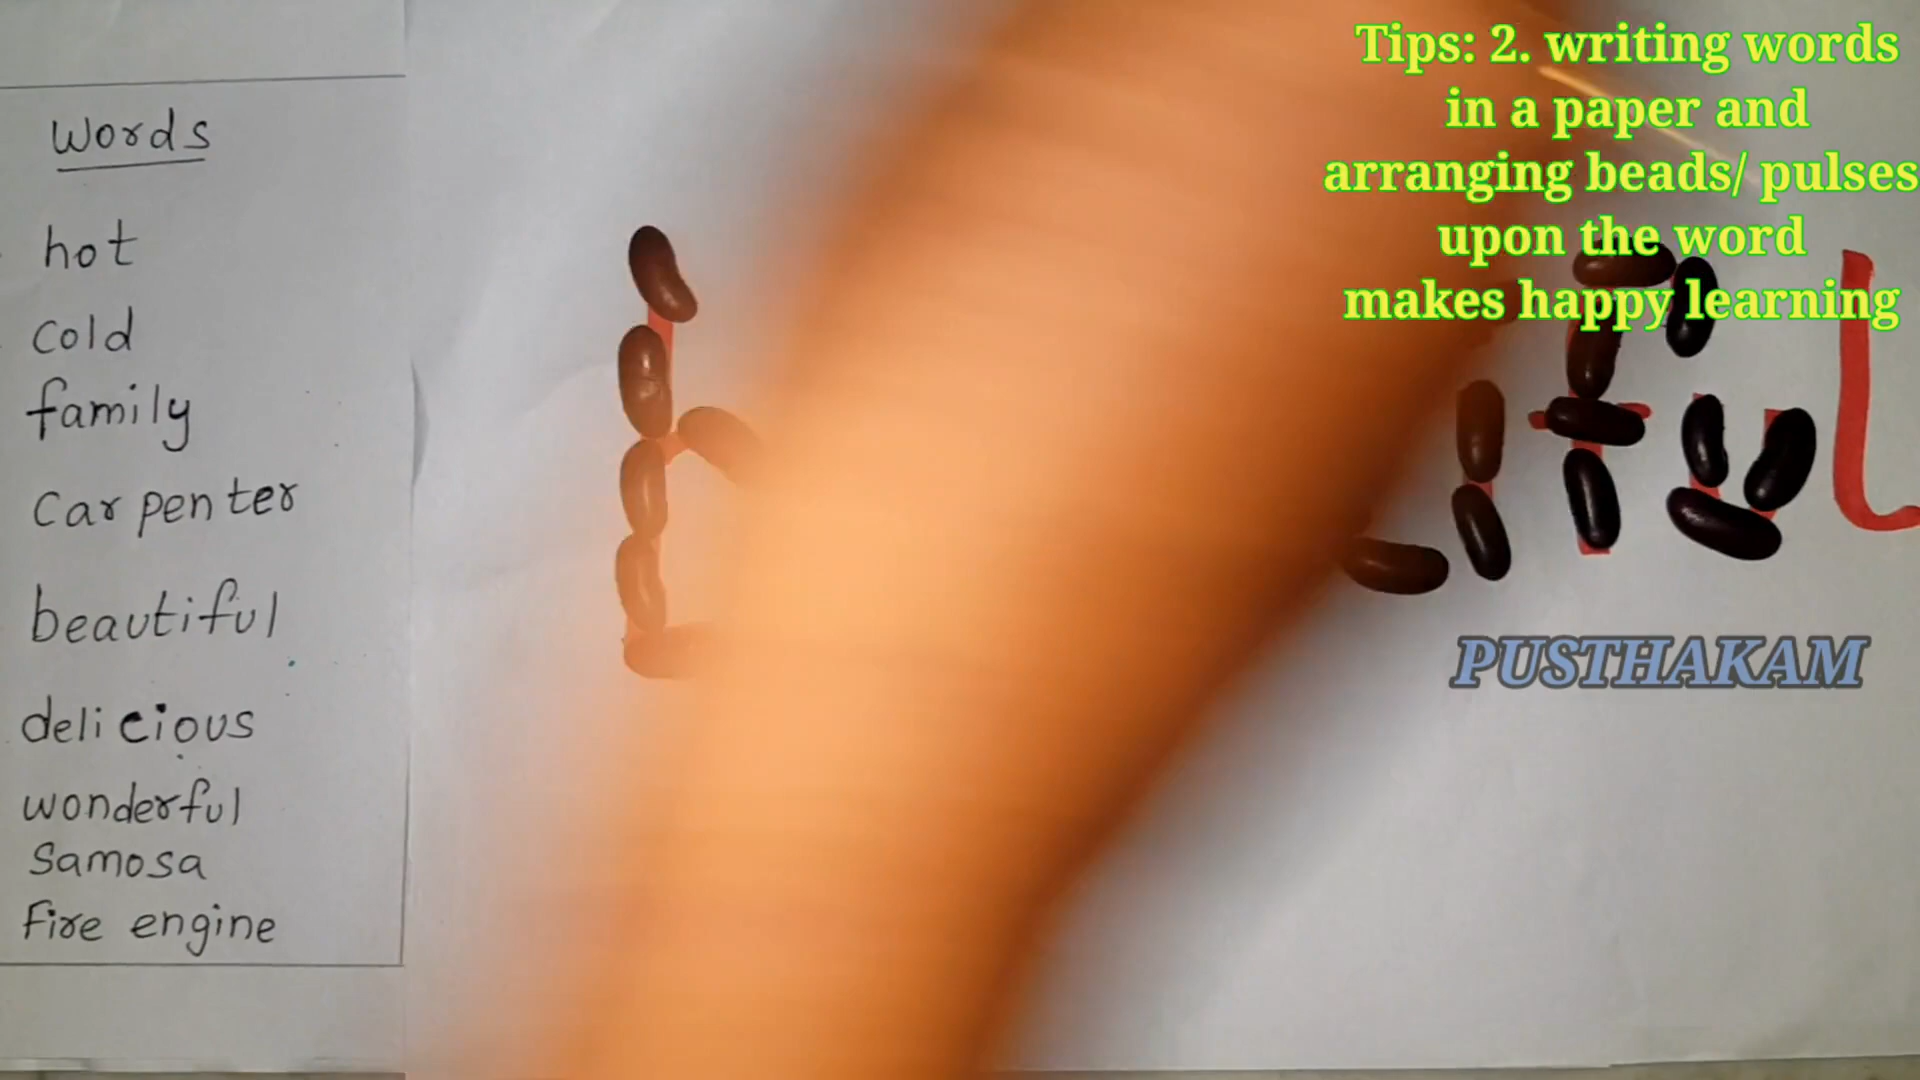 Words
hot
cold
family
carpenter
beautiful
delicious
wonderful
Samosa
Fire engine
Tips: 2. writing words
in a paper and
arranging beads/ pulses
upon the word
makes happy learning
PUSTHAKAM